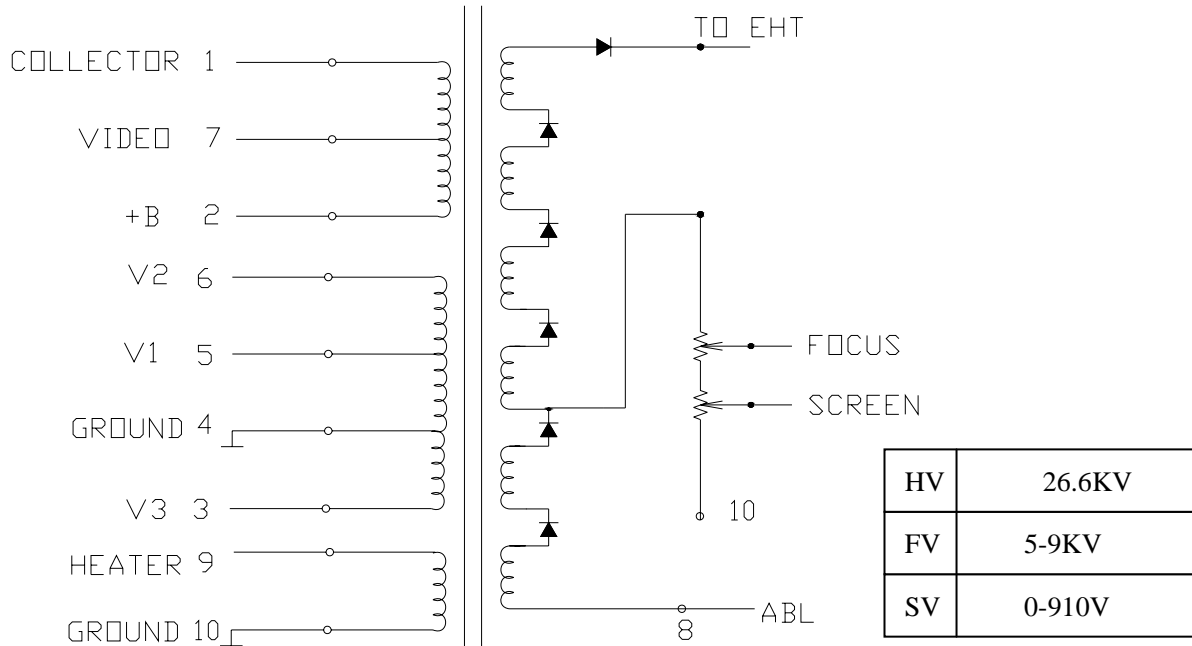 TO EHT
COLLECTOR 1
VIDEO 7
+B 2
V2 6
V1 5
GROUND 4
V3 3
HEATER 9
GROUND 10
FOCUS
SCREEN
10
ABL
8
HV 26.6KV
FV 5-9KV
SV 0-910V